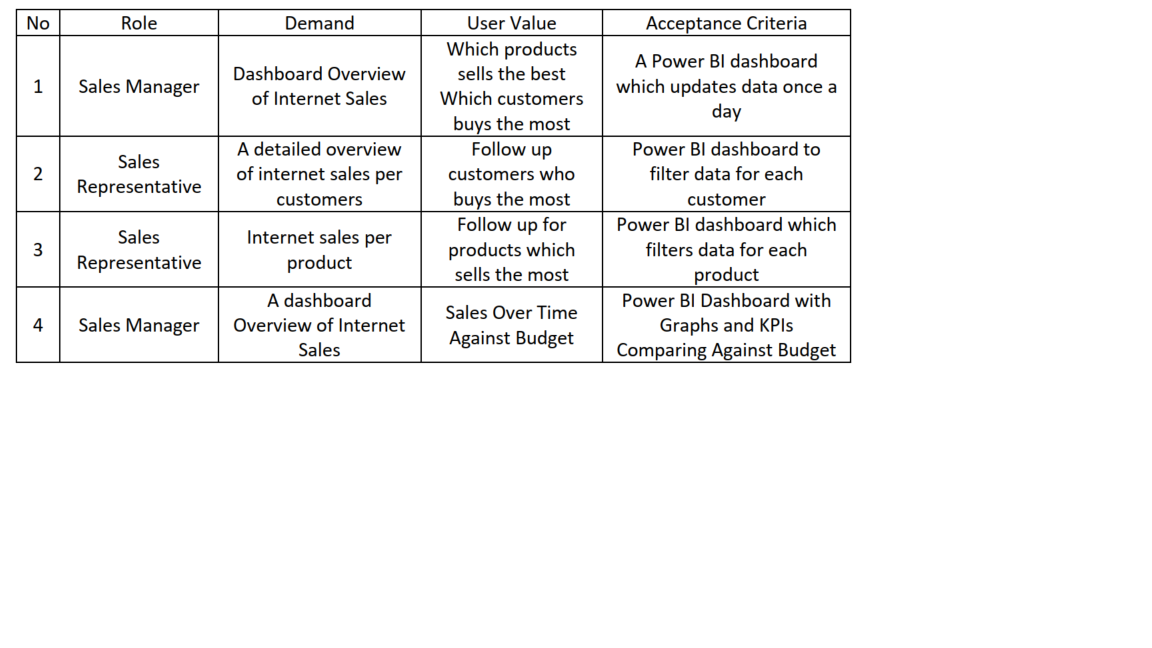 No Role Demand User Value Acceptance Criteria
1 Sales Manager Dashboard Overview of Internet Sales Which products sells the best Which customers buys the most A Power BI dashboard which updates data once a day
2 Sales Representative A detailed overview of internet sales per customers Follow up customers who buys the most Power BI dashboard to filter data for each customer
3 Sales Representative Internet sales per product Follow up for products which sells the most Power BI dashboard which filters data for each product
4 Sales Manager A dashboard Overview of Internet Sales Sales Over Time Against Budget Power BI Dashboard with Graphs and KPIs Comparing Against Budget